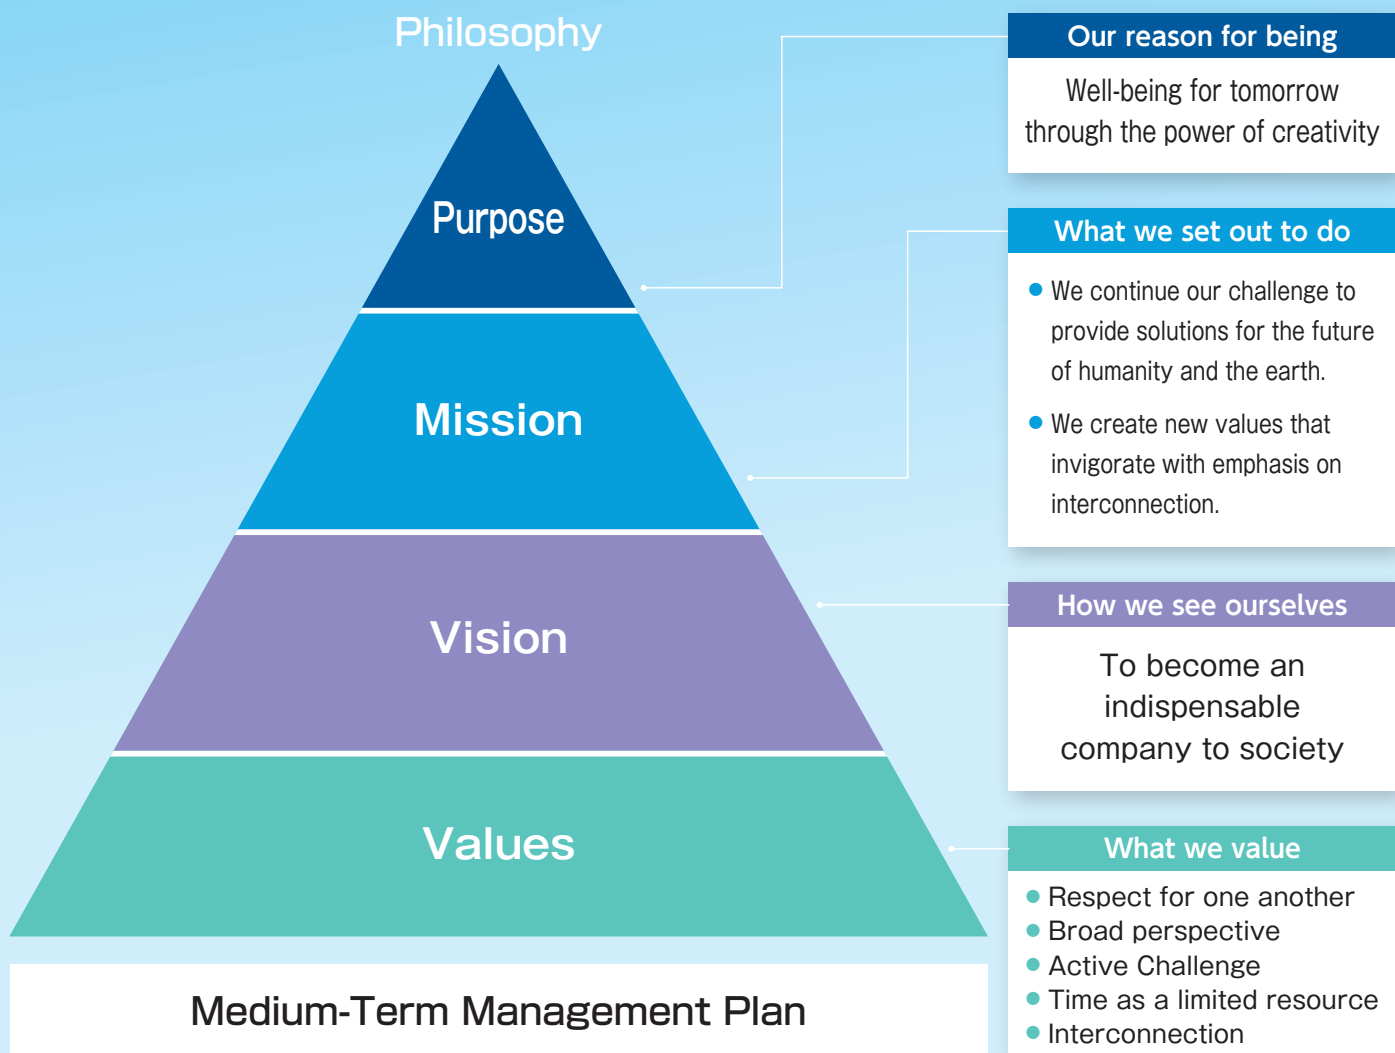 Philosophy
Purpose
Mission
Vision
Values
Medium-Term Management Plan
Our reason for being
Well-being for tomorrow
through the power of creativity
What we set out to do
● We continue our challenge to
provide solutions for the future
of humanity and the earth.
● We create new values that
invigorate with emphasis on
interconnection.
How we see ourselves
To become an
indispensable
company to society
What we value
● Respect for one another
● Broad perspective
● Active Challenge
● Time as a limited resource
● Interconnection